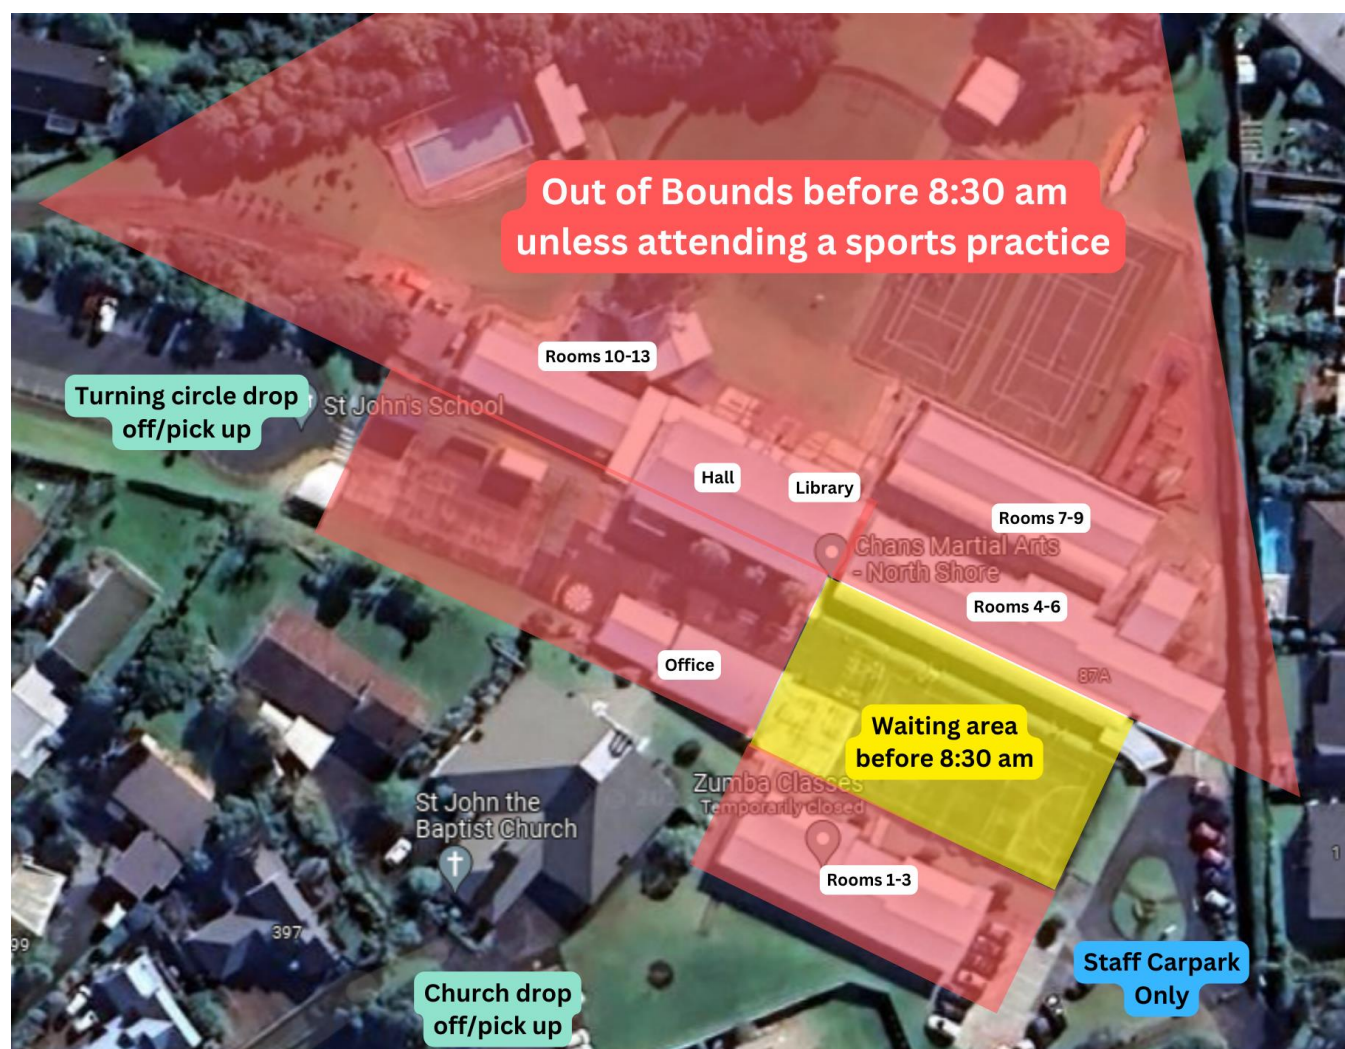 Out of Bounds before 8:30 am
unless attending a sports practice
Rooms 10-13
Turning circle drop
off/pick up
St John's School
Hall
Library
Rooms 7-9
Chans Martial Arts
- North Shore
Rooms 4-6
Office
87A
Waiting area
before 8:30 am
Zumba Classes
Temporarily closed
St John the
Baptist Church
Rooms 1-3
1
397
99
Staff Carpark
Only
Church drop
off/pick up